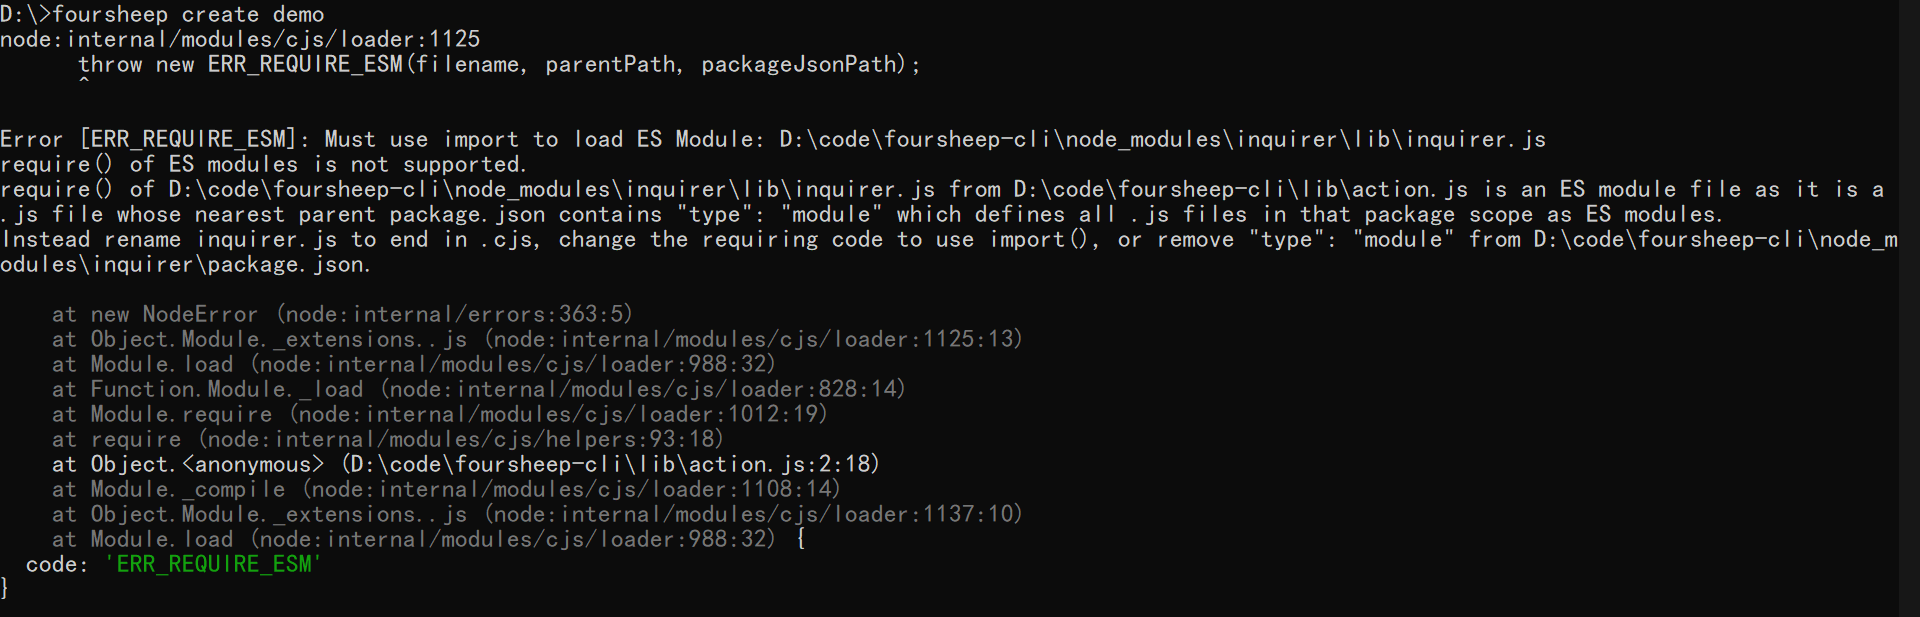 D:\>foursheep create demo
node:internal/modules/cjs/loader:1125
      throw new ERR_REQUIRE_ESM(filename, parentPath, packageJsonPath);
      ^

Error [ERR_REQUIRE_ESM]: Must use import to load ES Module: D:\code\foursheep-cli\node_modules\inquirer\lib\inquirer.js
require() of ES modules is not supported.
require() of D:\code\foursheep-cli\node_modules\inquirer\lib\inquirer.js from D:\code\foursheep-cli\lib\action.js is an ES module file as it is a
.js file whose nearest parent package.json contains "type": "module" which defines all .js files in that package scope as ES modules.
Instead rename inquirer.js to end in .cjs, change the requiring code to use import(), or remove "type": "module" from D:\code\foursheep-cli\node_m
odules\inquirer\package.json.

    at new NodeError (node:internal/errors:363:5)
    at Object.Module._extensions..js (node:internal/modules/cjs/loader:1125:13)
    at Module.load (node:internal/modules/cjs/loader:988:32)
    at Function.Module._load (node:internal/modules/cjs/loader:828:14)
    at Module.require (node:internal/modules/cjs/loader:1012:19)
    at require (node:internal/modules/cjs/helpers:93:18)
    at Object.<anonymous> (D:\code\foursheep-cli\lib\action.js:2:18)
    at Module._compile (node:internal/modules/cjs/loader:1108:14)
    at Object.Module._extensions..js (node:internal/modules/cjs/loader:1137:10)
    at Module.load (node:internal/modules/cjs/loader:988:32) {
  code: 'ERR_REQUIRE_ESM'
}